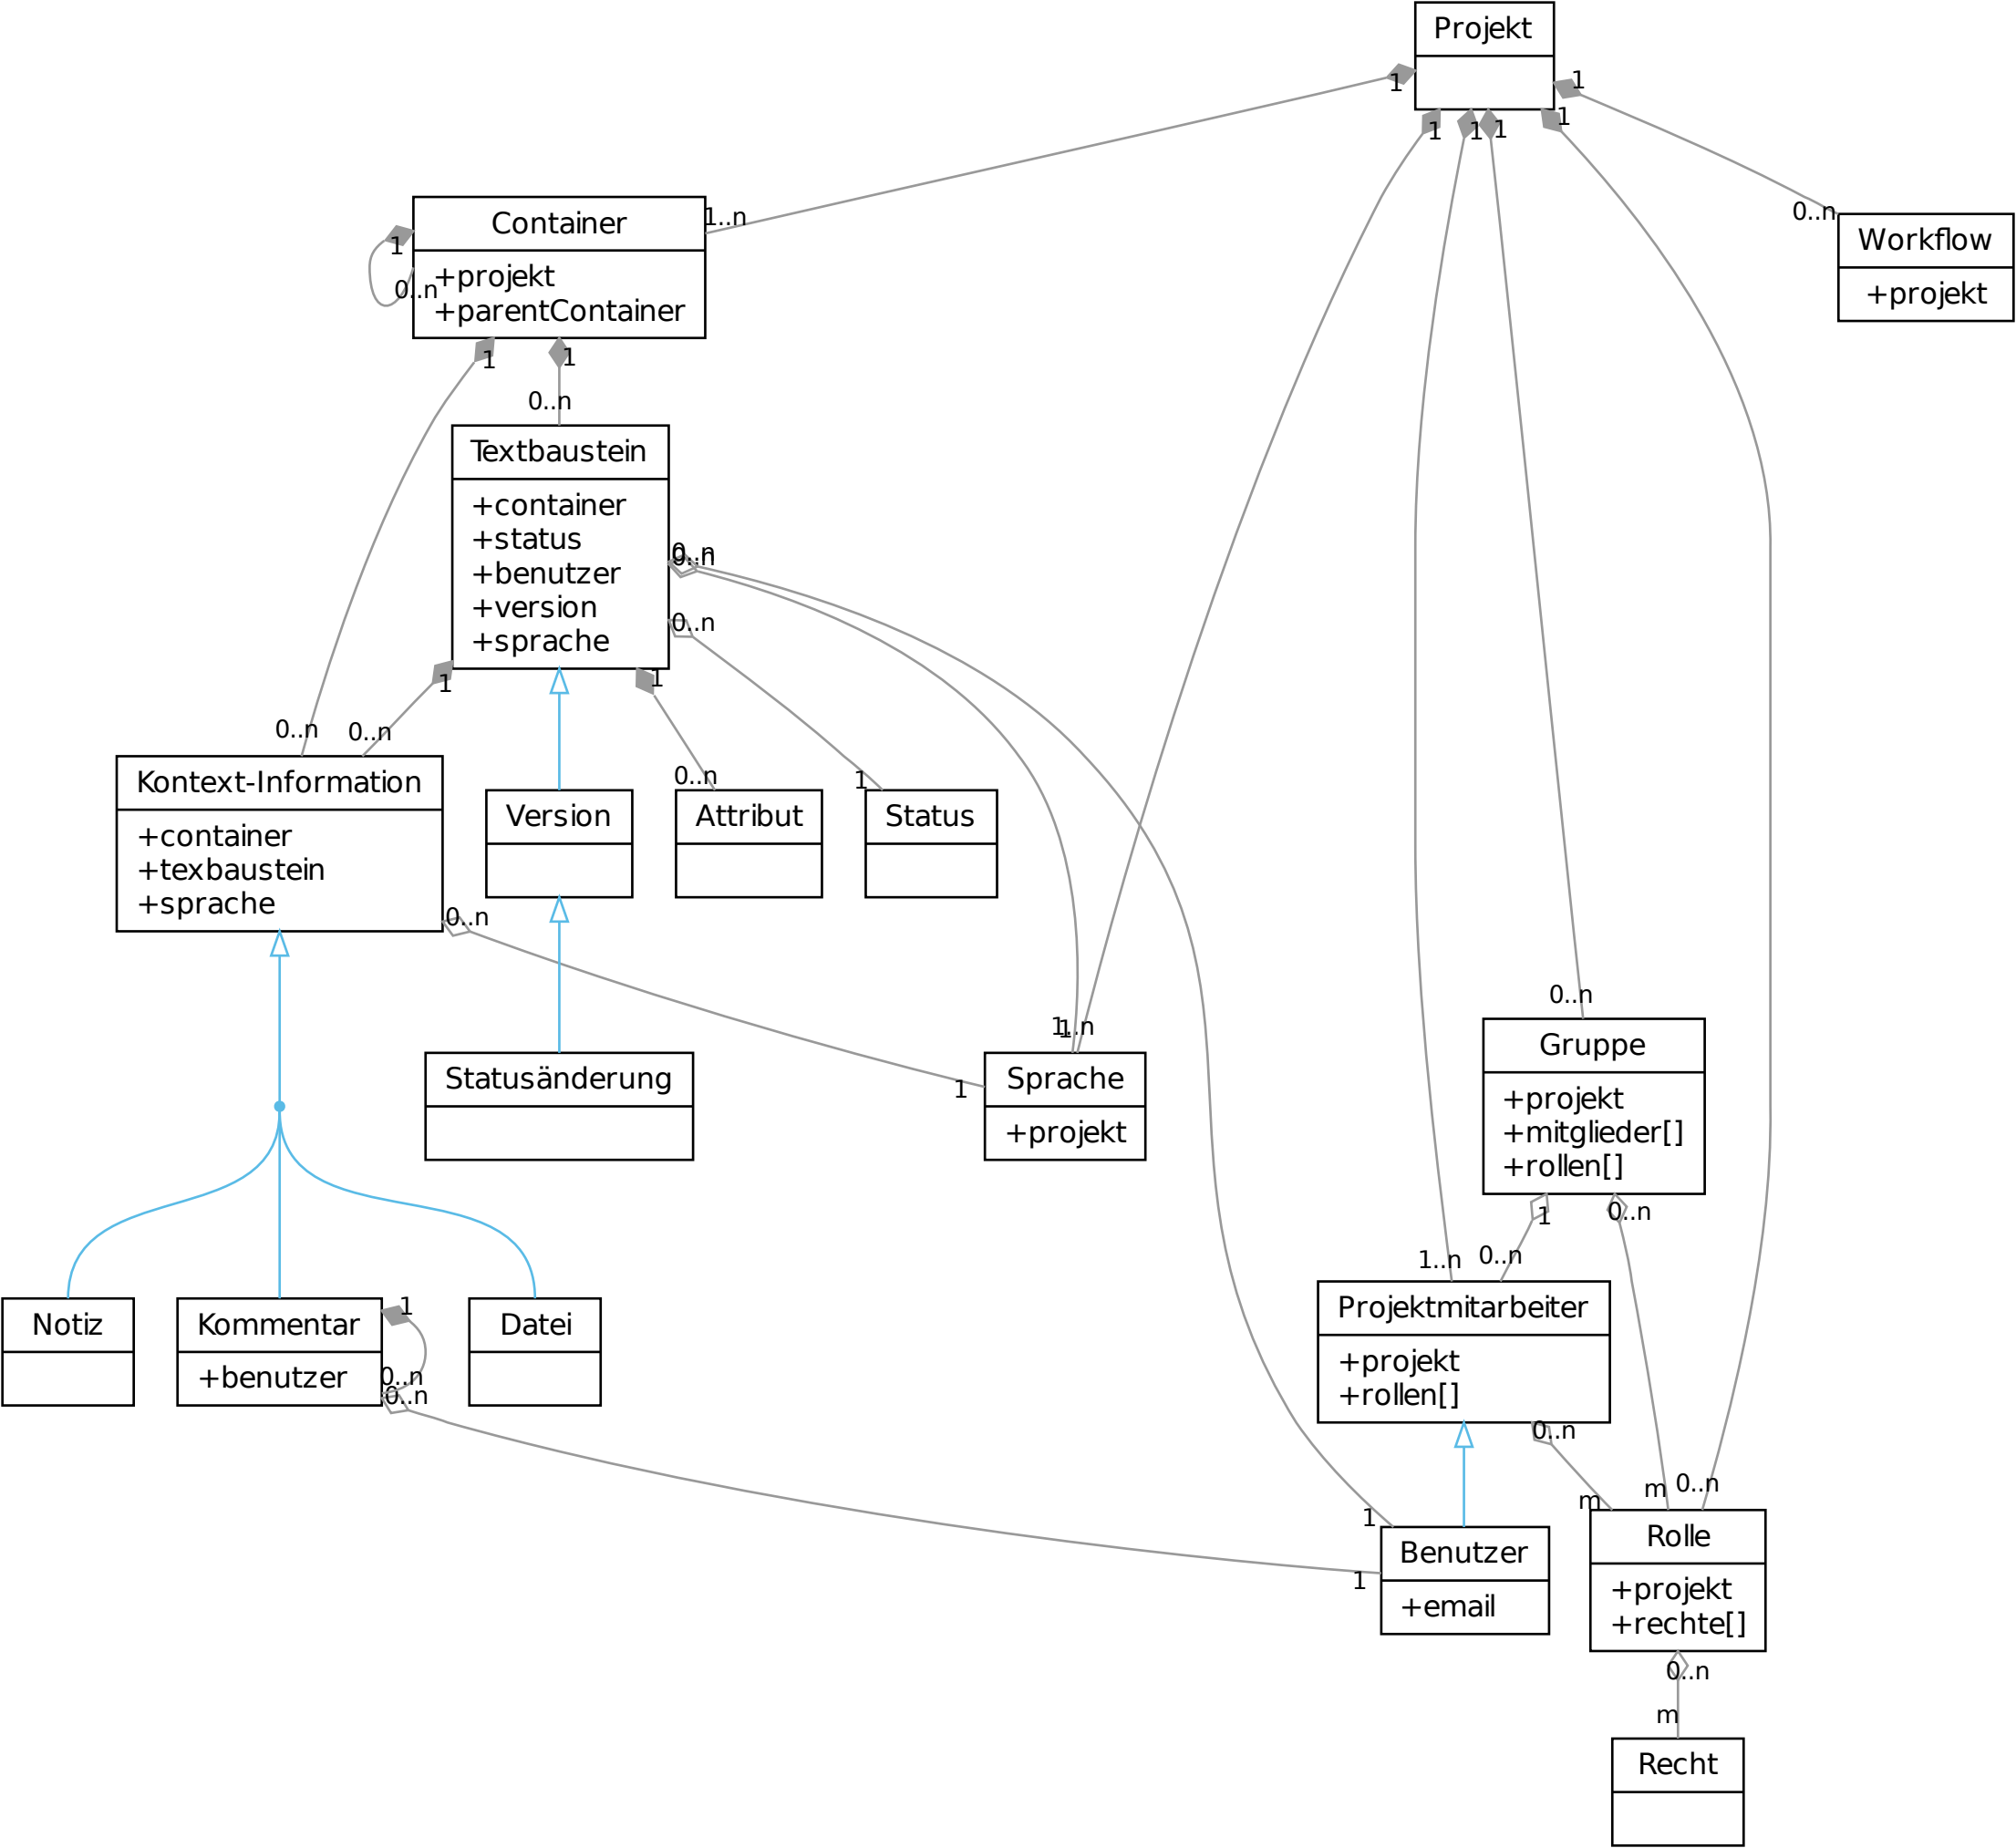 Projekt
1
1
1
1
1
1
Container
+projekt
+parentContainer
1..n
1
0..n
1
1
Workflow
+projekt
0..n
0..n
Textbaustein
+container
+status
+benutzer
+version
+sprache
0..n
0..n
0..n
1
1
0..n
0..n
Kontext-Information
+container
+texbaustein
+sprache
0..n
Version
0..n
Attribut
1
Status
0..n
Gruppe
+projekt
+mitglieder[]
+rollen[]
1
0..n
Statusänderung
1
1..n
1
Sprache
+projekt
Notiz
Kommentar
+benutzer
1
0..n
0..n
Datei
1..n
0..n
Projektmitarbeiter
+projekt
+rollen[]
0..n
1
1
Benutzer
+email
m
m
0..n
Rolle
+projekt
+rechte[]
0..n
m
Recht